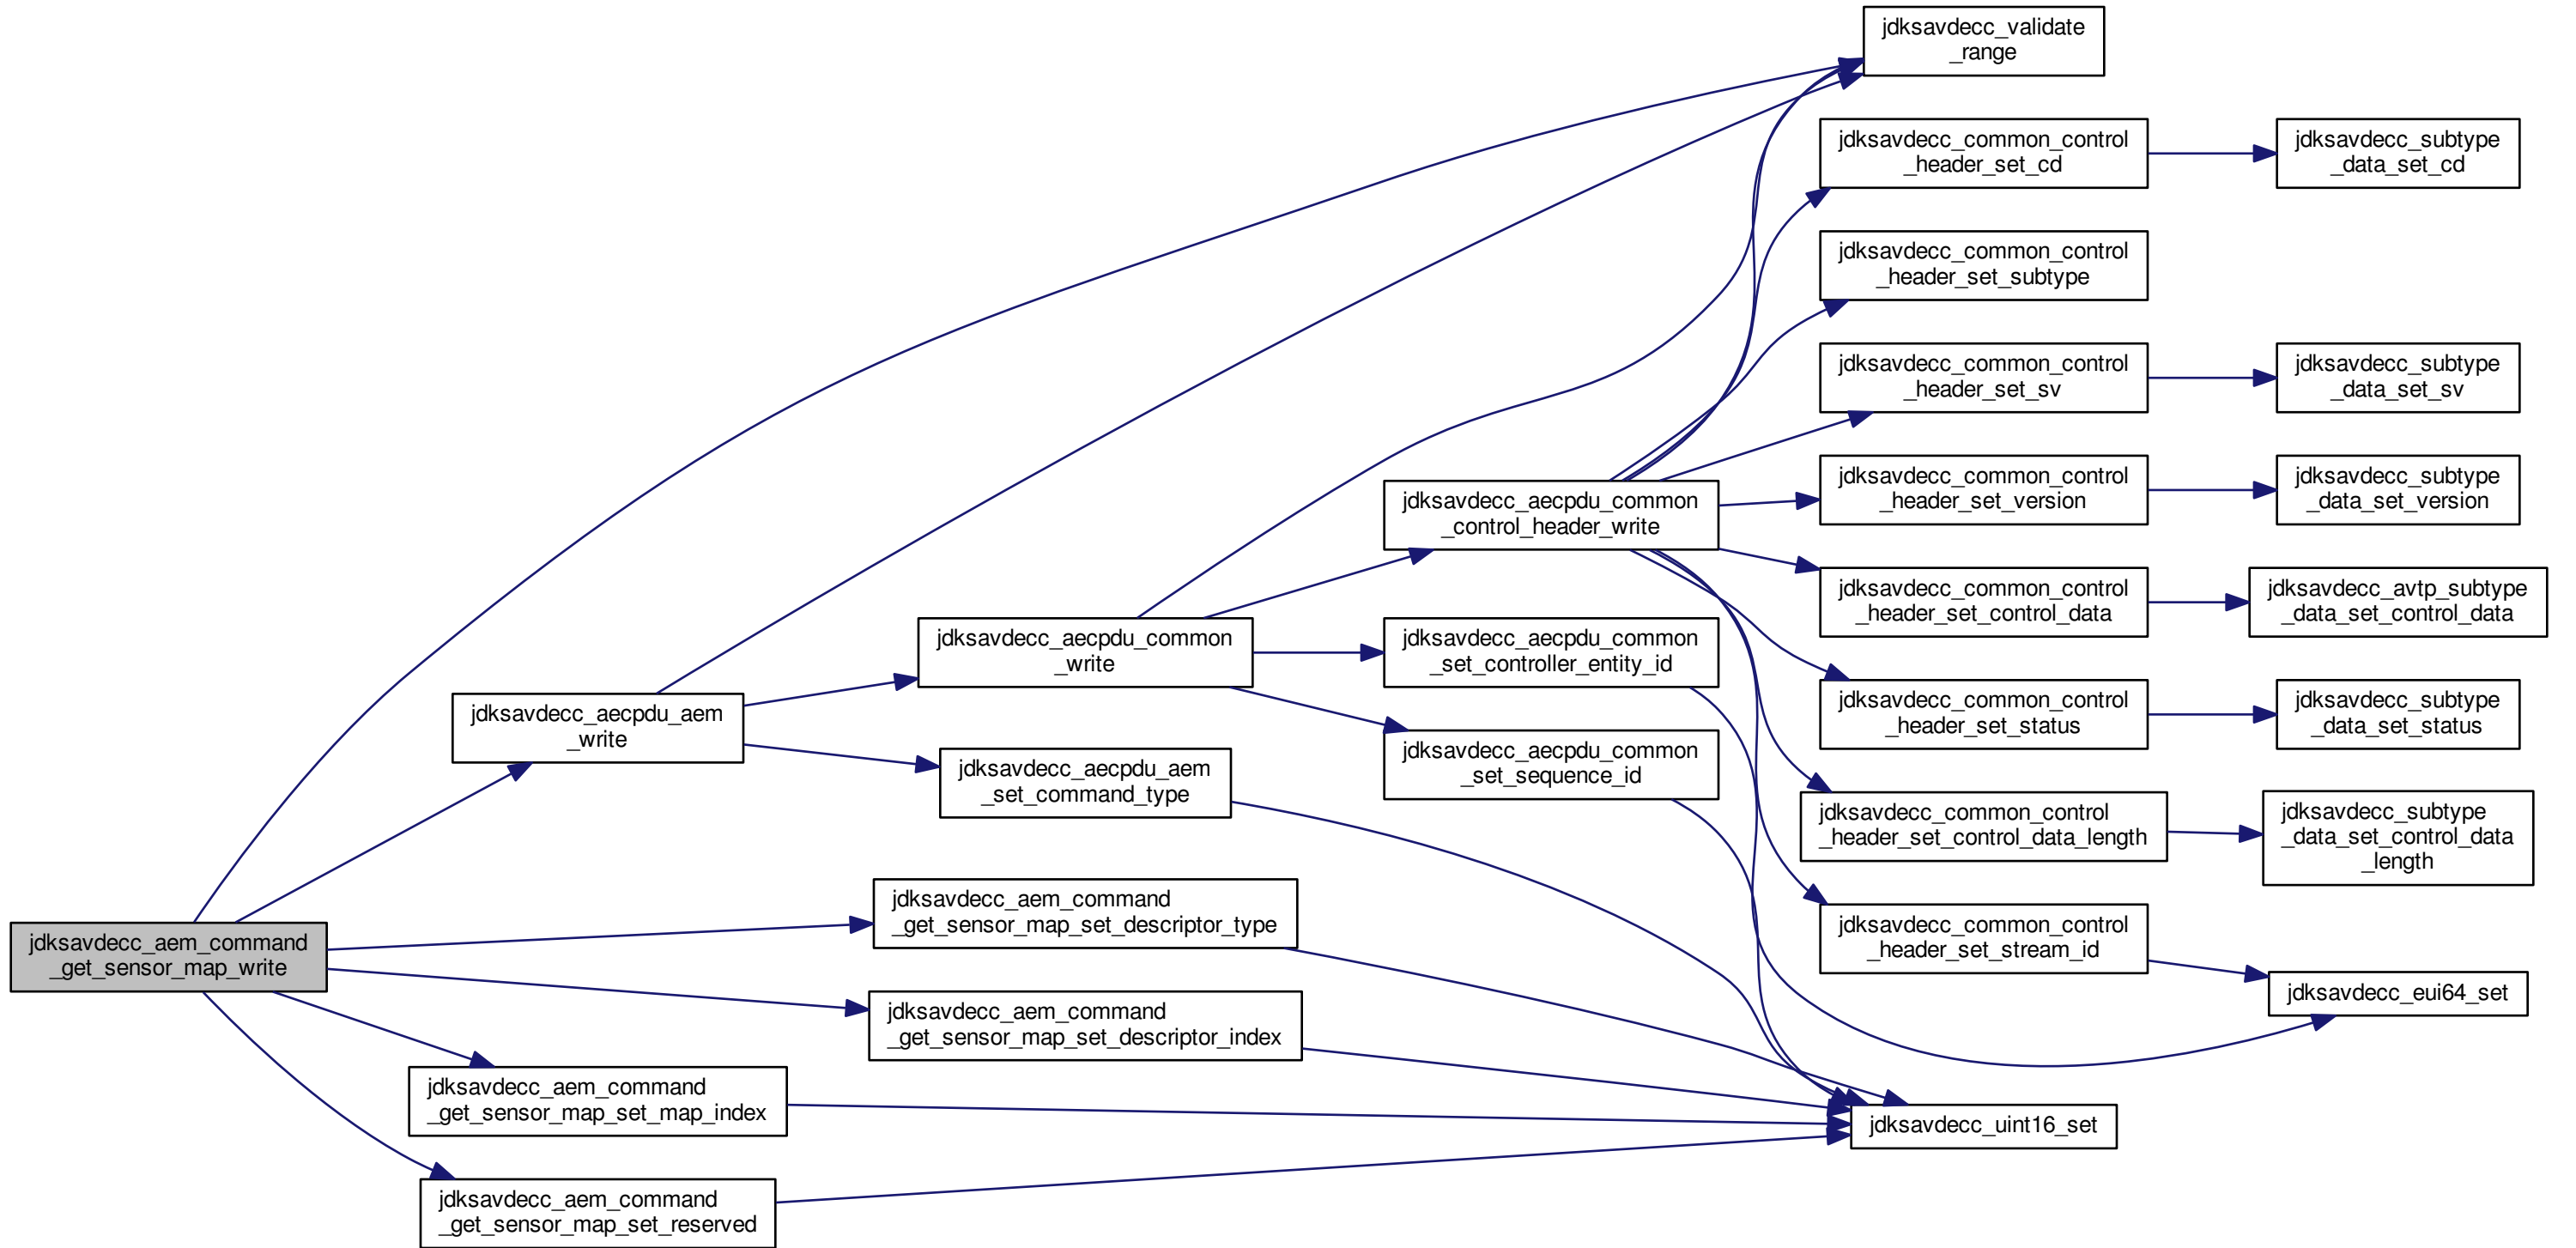 jdksavdecc_aem_command
_get_sensor_map_write
jdksavdecc_aecpdu_aem
_write
jdksavdecc_aem_command
_get_sensor_map_set_map_index
jdksavdecc_aem_command
_get_sensor_map_set_reserved
jdksavdecc_aecpdu_common
_write
jdksavdecc_aecpdu_aem
_set_command_type
jdksavdecc_aem_command
_get_sensor_map_set_descriptor_type
jdksavdecc_aem_command
_get_sensor_map_set_descriptor_index
jdksavdecc_aecpdu_common
_control_header_write
jdksavdecc_aecpdu_common
_set_controller_entity_id
jdksavdecc_aecpdu_common
_set_sequence_id
jdksavdecc_validate
_range
jdksavdecc_common_control
_header_set_cd
jdksavdecc_common_control
_header_set_subtype
jdksavdecc_common_control
_header_set_sv
jdksavdecc_common_control
_header_set_version
jdksavdecc_common_control
_header_set_control_data
jdksavdecc_common_control
_header_set_status
jdksavdecc_common_control
_header_set_control_data_length
jdksavdecc_common_control
_header_set_stream_id
jdksavdecc_uint16_set
jdksavdecc_subtype
_data_set_cd
jdksavdecc_subtype
_data_set_sv
jdksavdecc_subtype
_data_set_version
jdksavdecc_avtp_subtype
_data_set_control_data
jdksavdecc_subtype
_data_set_status
jdksavdecc_subtype
_data_set_control_data
_length
jdksavdecc_eui64_set